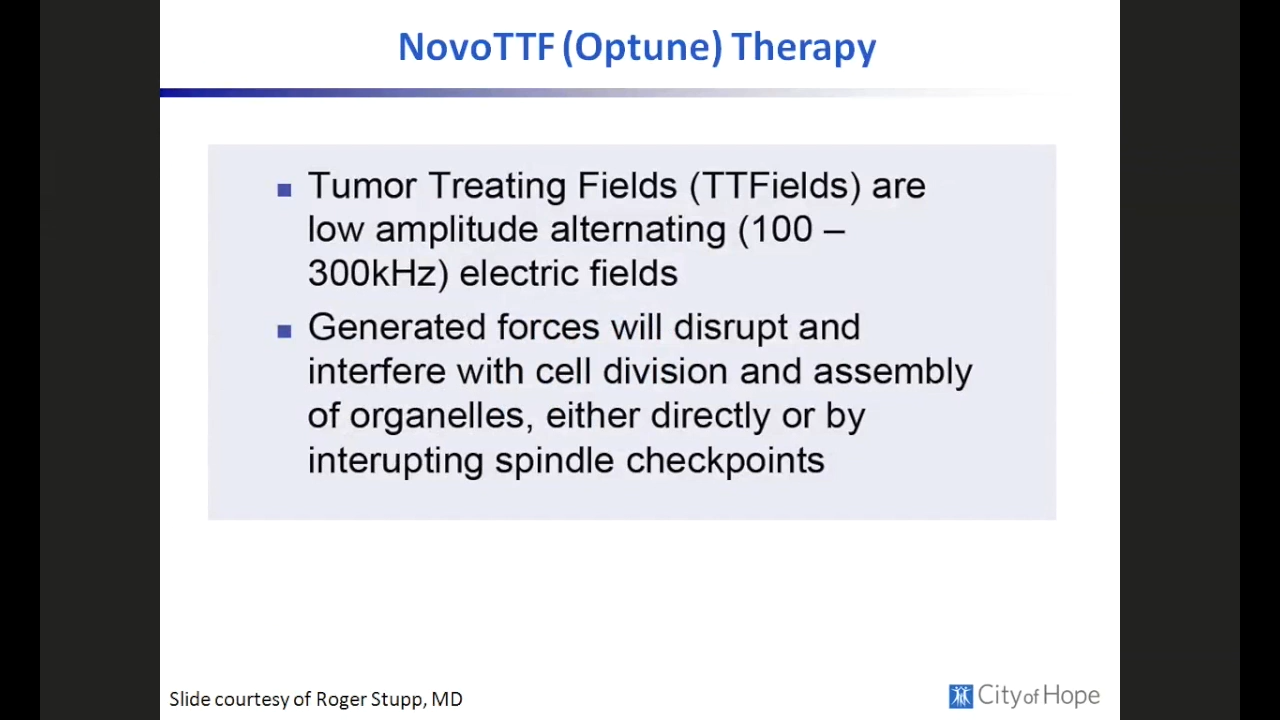 NovoTTF (Optune) Therapy
Tumor Treating Fields (TTFields) are
low amplitude alternating (100 –
300kHz) electric fields
Generated forces will disrupt and
interfere with cell division and assembly
of organelles, either directly or by
interupting spindle checkpoints
Slide courtesy of Roger Stupp, MD
City of Hope